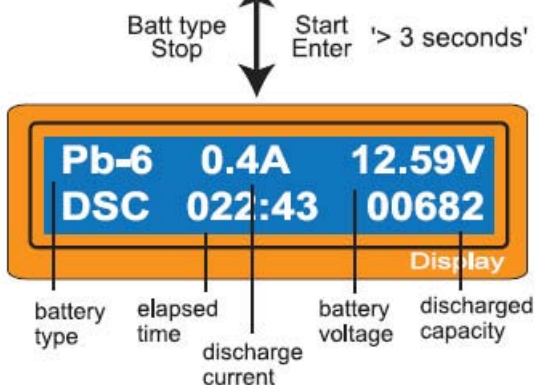 Batt type
Stop
Start
Enter
'> 3 seconds'
Pb-6 0.4A 12.59V
DSC 022:43 00682
Display
battery
type
elapsed
time
discharge
current
battery
voltage
discharged
capacity